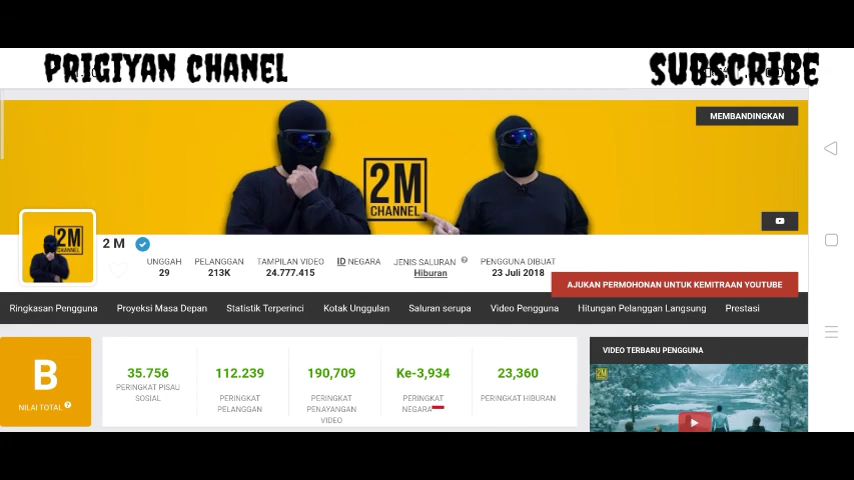 PRIGIYAN CHANEL
SUBSCRIBE
MEMBANDINGKAN
2M
CHANNEL
2M
CHANNEL
2 M
UNGGAH
29
PELANGGAN
213K
TAMPILAN VIDEO
24.777.415
ID NEGARA
JENIS SALURAN ?
Hiburan
PENGGUNA DIBUAT
23 Juli 2018
AJUKAN PERMOHONAN UNTUK KEMITRAAN YOUTUBE
Ringkasan Pengguna Proyeksi Masa Depan Statistik Terperinci Kotak Unggulan Saluran serupa Video Pengguna Hitungan Pelanggan Langsung Prestasi
B
NILAI TOTAL ?
35.756
PERINGKAT PISAU
SOSIAL
112.239
PERINGKAT
PELANGGAN
190,709
PERINGKAT
PENAYANGAN
VIDEO
Ke-3,934
PERINGKAT
NEGARA
23,360
PERINGKAT HIBURAN
VIDEO TERBARU PENGGUNA
2M